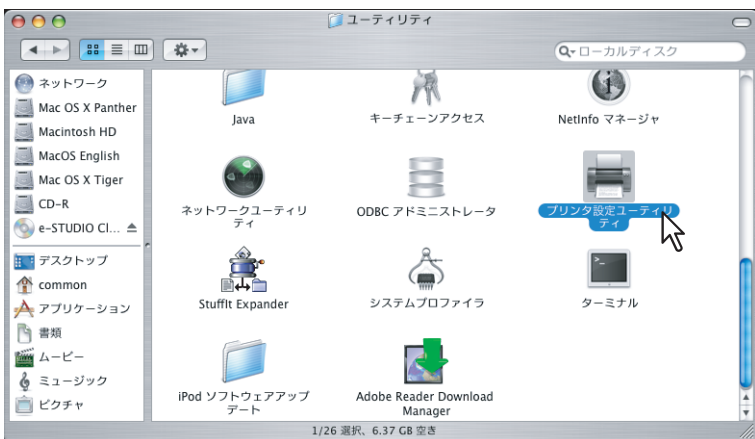 ユーティリティ
ローカルディスク
ネットワーク
Mac OS X Panther
Macintosh HD
MacOS English
Mac OS X Tiger
CD-R
e-STUDIO Cl...
デスクトップ
common
アプリケーション
書類
ムービー
ミュージック
ピクチャ
Java
キーチェーンアクセス
NetInfo マネージャ
ネットワークユーティリ
ティ
ODBC アドミニストレータ
プリンタ設定ユーティリ
ティ
StuffIt Expander
システムプロファイラ
ターミナル
iPod ソフトウェアアップ
デート
Adobe Reader Download
Manager
1/26 選択、6.37 GB 空き